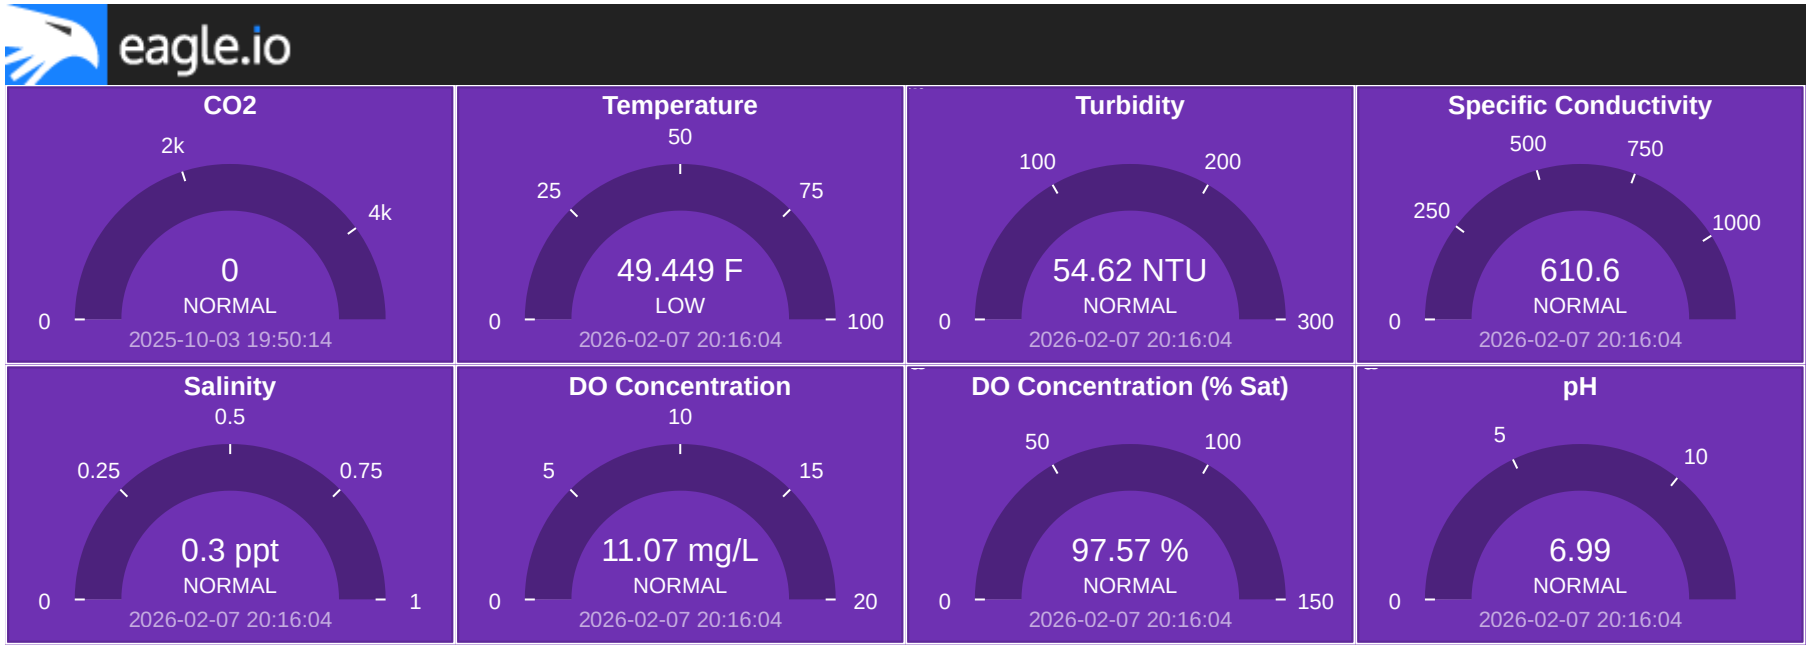 eagle.io
CO2
2k
4k
0
0
NORMAL
2025-10-03 19:50:14
Temperature
50
25
75
49.449 F
LOW
0
100
2026-02-07 20:16:04
Turbidity
100
200
54.62 NTU
NORMAL
0
300
2026-02-07 20:16:04
Specific Conductivity
500
750
250
1000
610.6
NORMAL
0
2026-02-07 20:16:04
Salinity
0.5
0.25
0.75
0.3 ppt
NORMAL
0
1
2026-02-07 20:16:04
DO Concentration
10
5
15
11.07 mg/L
NORMAL
0
20
2026-02-07 20:16:04
DO Concentration (% Sat)
50
100
97.57 %
NORMAL
0
150
2026-02-07 20:16:04
pH
5
10
6.99
NORMAL
0
2026-02-07 20:16:04